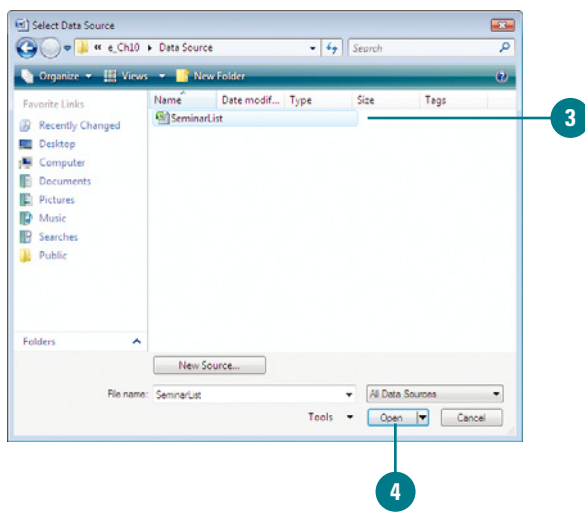 Select Data Source
« e_Ch10 ▸ Data Source
Search
Organize Views New Folder
Favorite Links
Name Date modif... Type Size Tags
Recently Changed
Desktop
Computer
Documents
Pictures
Music
Searches
Public
SeminarList
3
Folders
New Source...
File name: SeminarList All Data Sources
Tools Open Cancel
4